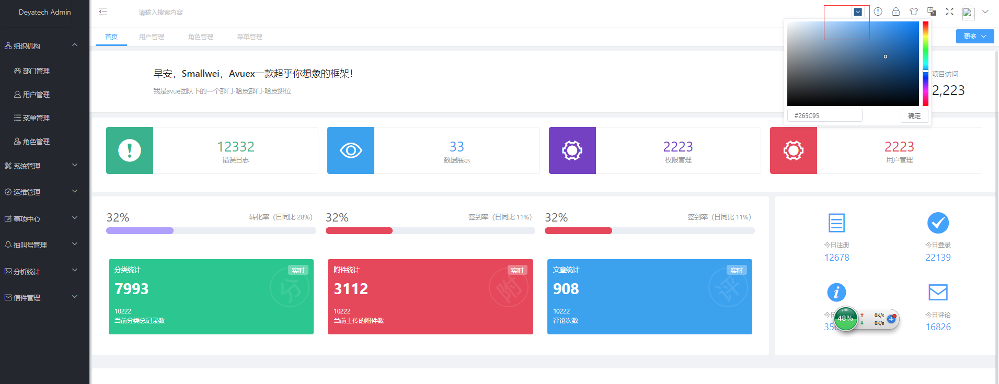 Deyatech Admin
请输入搜索内容
首页
用户管理
角色管理
菜单管理
更多
组织机构
部门管理
用户管理
菜单管理
角色管理
系统管理
运维管理
事项中心
抽叫号管理
分析统计
信件管理
早安，Smallwei，Avuex一款超乎你想象的框架！
我是avue团队下的一个部门-哈皮部门-哈皮职位
项目访问
2,223
#265C95
确定
12332
错误日志
33
数据展示
2223
权限管理
2223
用户管理
32%
转化率（日同比 28%）
32%
签到率（日同比 11%）
32%
签到率（日同比 11%）
分类统计
实时
7993
分
10222
当前分类总记录数
附件统计
实时
3112
附
10222
当前上传的附件数
文章统计
实时
908
评
10222
评论次数
今日注册
12678
今日登录
22139
今日评论
16826
48%
0K/s
0K/s